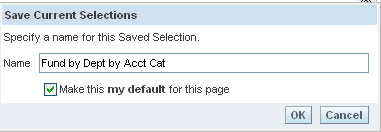 Save Current Selections
Specify a name for this Saved Selection.
Name Fund by Dept by Acct Cat
Make this my default for this page
OK Cancel